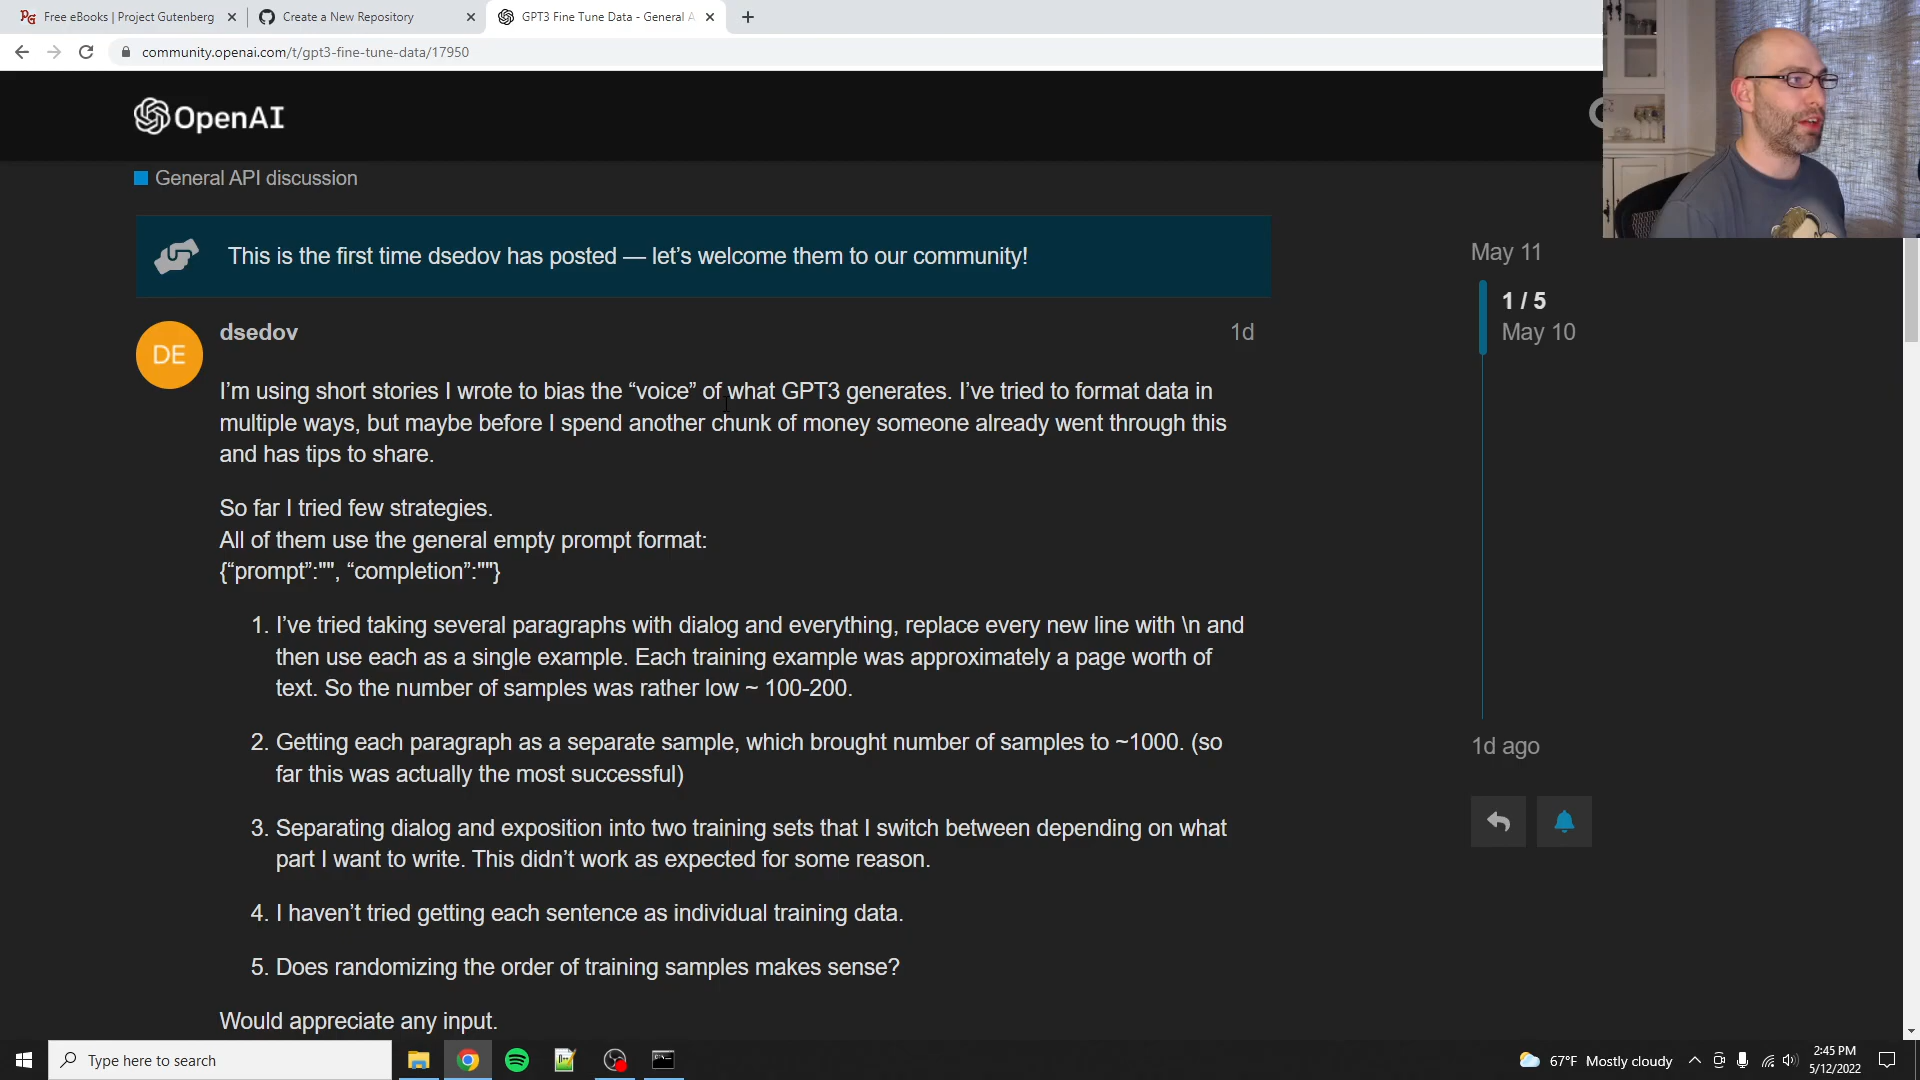 Free eBooks | Project Gutenberg
Create a New Repository
GPT3 Fine Tune Data - General A
community.openai.com/t/gpt3-fine-tune-data/17950
OpenAI
General API discussion
This is the first time dsedov has posted — let’s welcome them to our community!
May 11
1 / 5
May 10
DE
dsedov
1d
I’m using short stories I wrote to bias the “voice” of what GPT3 generates. I’ve tried to format data in
multiple ways, but maybe before I spend another chunk of money someone already went through this
and has tips to share.
So far I tried few strategies.
All of them use the general empty prompt format:
{“prompt”:"", “completion”:""}
1. I’ve tried taking several paragraphs with dialog and everything, replace every new line with \n and
then use each as a single example. Each training example was approximately a page worth of
text. So the number of samples was rather low ~ 100-200.
2. Getting each paragraph as a separate sample, which brought number of samples to ~1000. (so
far this was actually the most successful)
1d ago
3. Separating dialog and exposition into two training sets that I switch between depending on what
part I want to write. This didn’t work as expected for some reason.
4. I haven’t tried getting each sentence as individual training data.
5. Does randomizing the order of training samples makes sense?
Would appreciate any input.
Type here to search
67°F Mostly cloudy
2:45 PM
5/12/2022